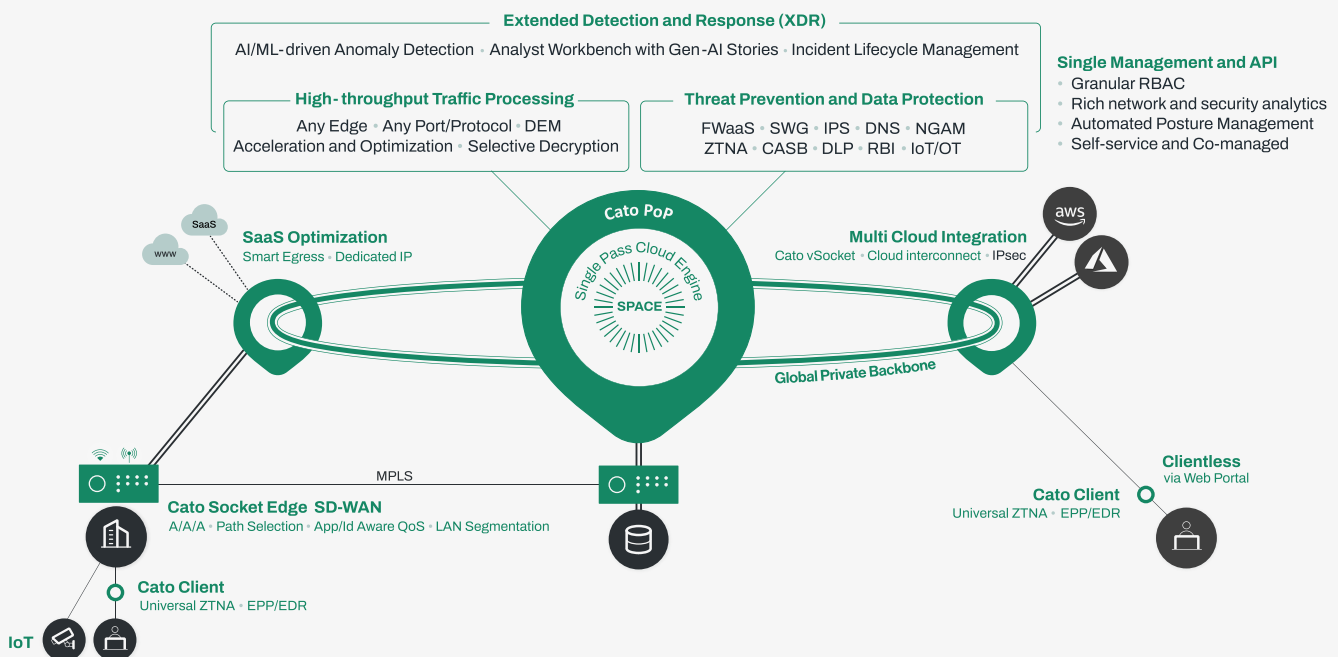 Extended Detection and Response (XDR)
AI/ML-driven Anomaly Detection • Analyst Workbench with Gen-AI Stories • Incident Lifecycle Management
High-throughput Traffic Processing
Any Edge • Any Port/Protocol • DEM
Acceleration and Optimization • Selective Decryption
Threat Prevention and Data Protection
FWaaS • SWG • IPS • DNS • NGAM
ZTNA • CASB • DLP • RBI • IoT/OT
Single Management and API
• Granular RBAC
• Rich network and security analytics
• Automated Posture Management
• Self-service and Co-managed
SaaS
www
SaaS Optimization
Smart Egress • Dedicated IP
Cato PoP
Single Pass Cloud Engine
SPACE
Multi Cloud Integration
Cato vSocket • Cloud interconnect • IPsec
aws
Global Private Backbone
MPLS
Cato Socket Edge SD-WAN
A/A/A • Path Selection • App/Id Aware QoS • LAN Segmentation
Cato Client
Universal ZTNA • EPP/EDR
IoT
Clientless
via Web Portal
Cato Client
Universal ZTNA • EPP/EDR